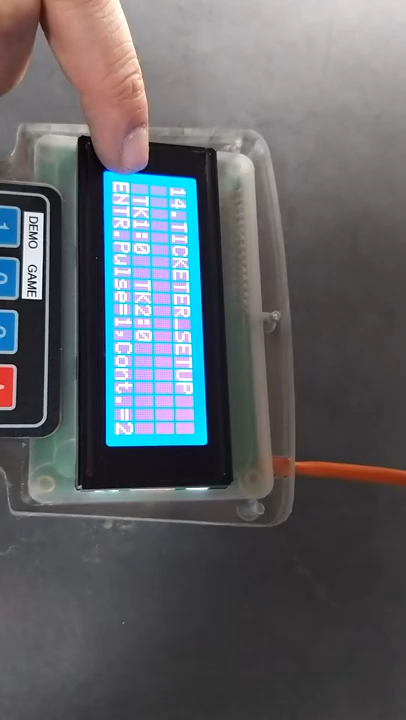 14.TICKETER_SETUP
TK1:0 TK2:0
ENTR.Pulse=1,Cont.=2
DEMO GAME
1
A